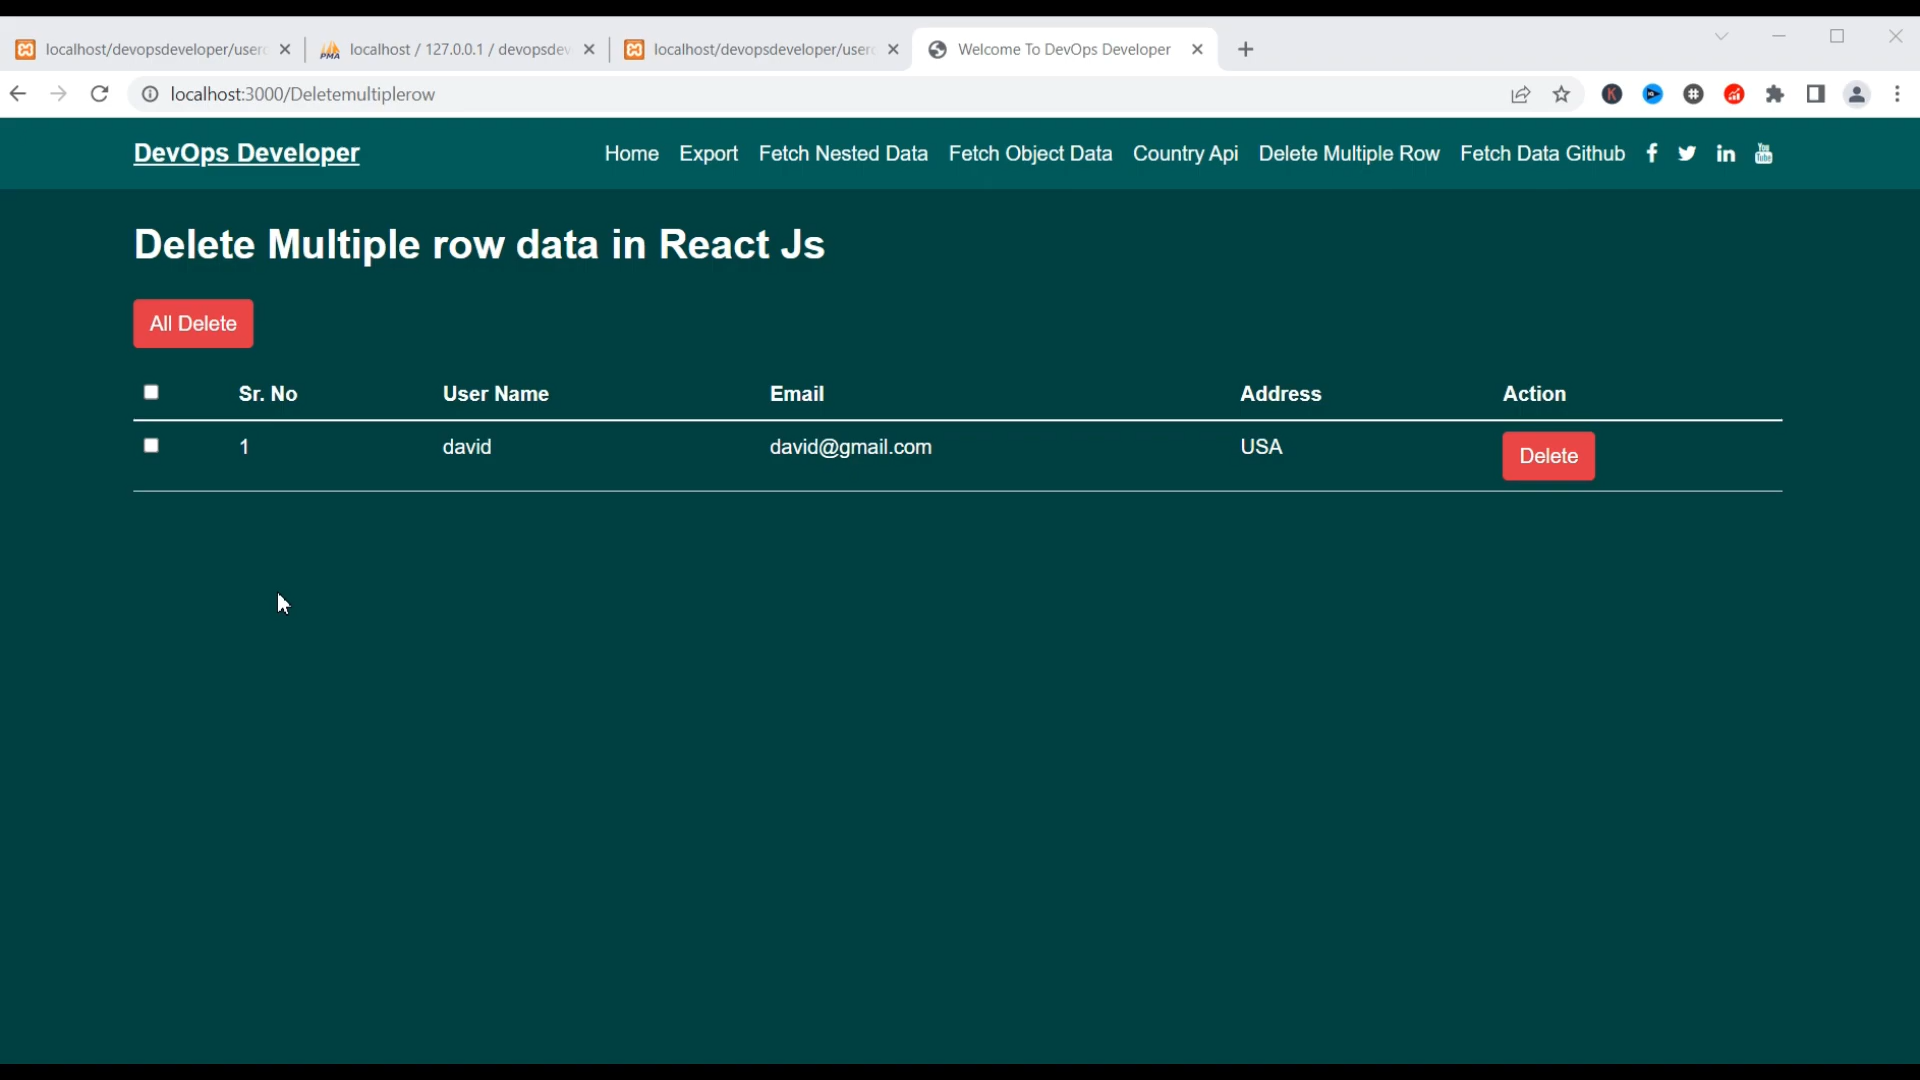 localhost/devopsdeveloper/user
localhost / 127.0.0.1 / devopsdev
localhost/devopsdeveloper/user
Welcome To DevOps Developer
localhost:3000/Deletemultiplerow
DevOps Developer
Home Export Fetch Nested Data Fetch Object Data Country Api Delete Multiple Row Fetch Data Github
Delete Multiple row data in React Js
All Delete
Sr. No User Name Email Address Action
1 david david@gmail.com USA Delete